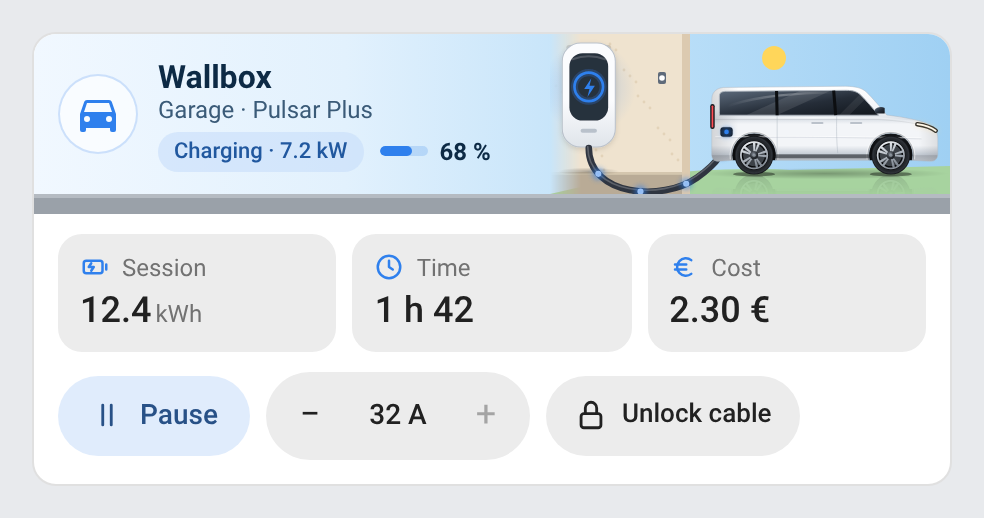 Wallbox
Garage · Pulsar Plus
Charging · 7.2 kW
68 %
Session
12.4 kWh
Time
1 h 42
Cost
2.30 €
Pause
− 32 A +
Unlock cable